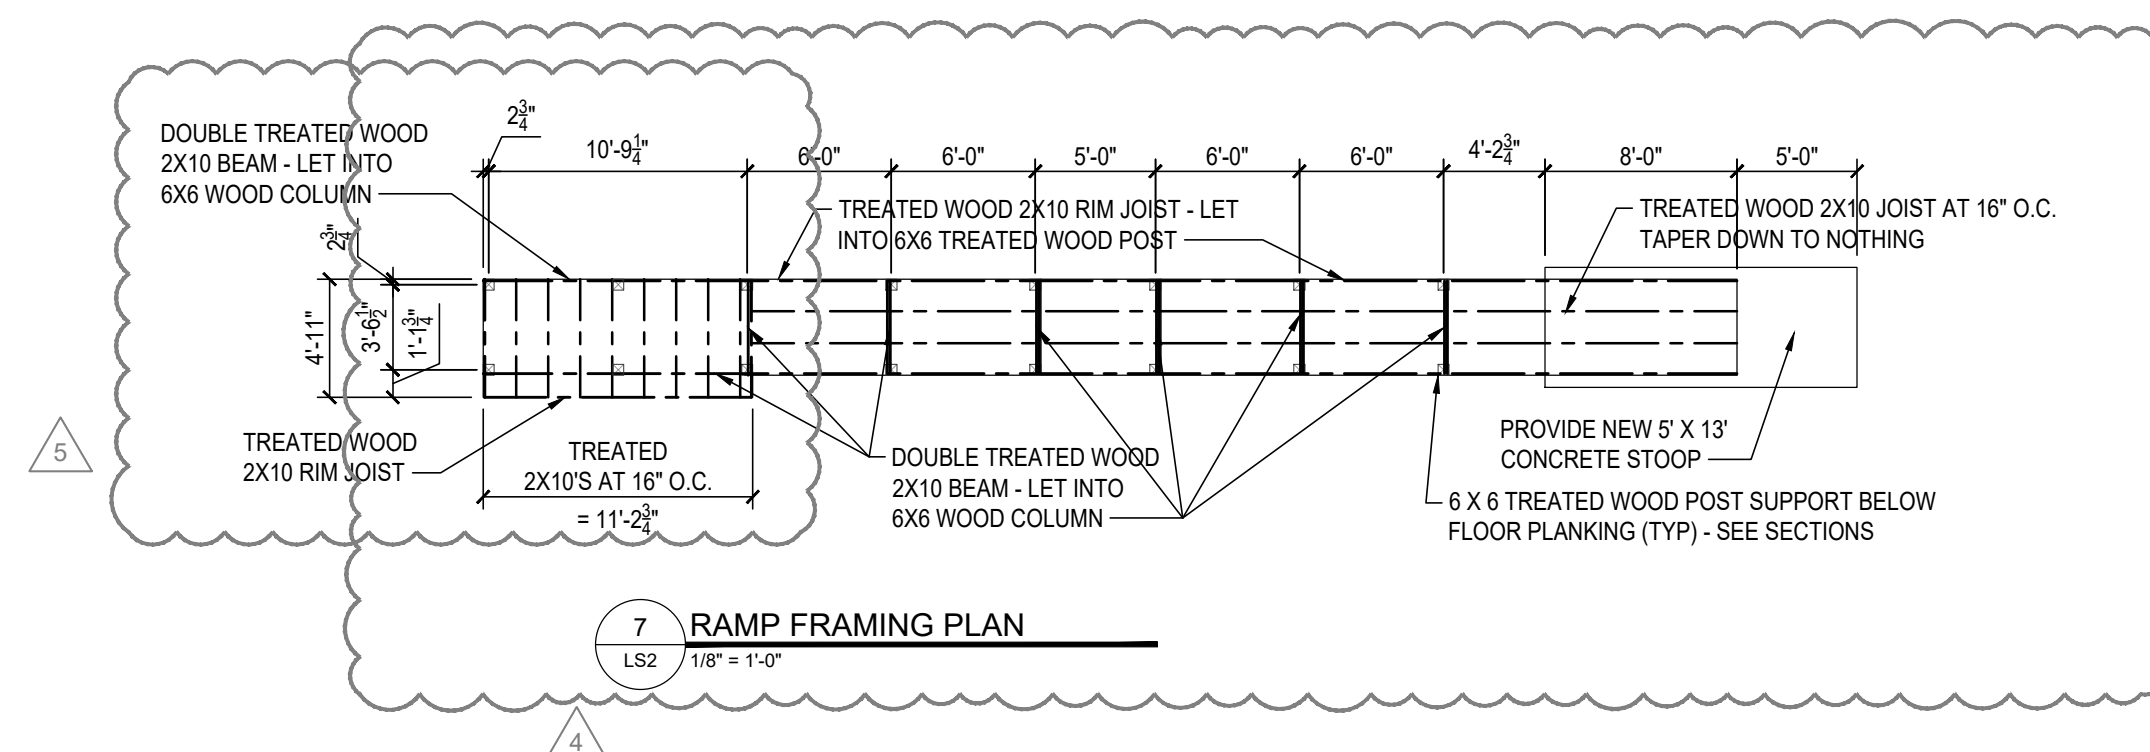 DOUBLE TREATED WOOD
2X10 BEAM - LET INTO
6X6 WOOD COLUMN
2 3/4"
10'-9 1/4"
6'-0"
6'-0"
5'-0"
6'-0"
6'-0"
4'-2 3/4"
8'-0"
5'-0"
TREATED WOOD 2X10 RIM JOIST - LET
INTO 6X6 TREATED WOOD POST
TREATED WOOD 2X10 JOIST AT 16" O.C.
TAPER DOWN TO NOTHING
2 3/4"
4'-11"
3'-6 1/2"
1'-1 3/4"
TREATED WOOD
2X10 RIM JOIST
TREATED
2X10'S AT 16" O.C.
= 11'-2 3/4"
DOUBLE TREATED WOOD
2X10 BEAM - LET INTO
6X6 WOOD COLUMN
PROVIDE NEW 5' X 13'
CONCRETE STOOP
6 X 6 TREATED WOOD POST SUPPORT BELOW
FLOOR PLANKING (TYP) - SEE SECTIONS
5
7
LS2
RAMP FRAMING PLAN
1/8" = 1'-0"
4